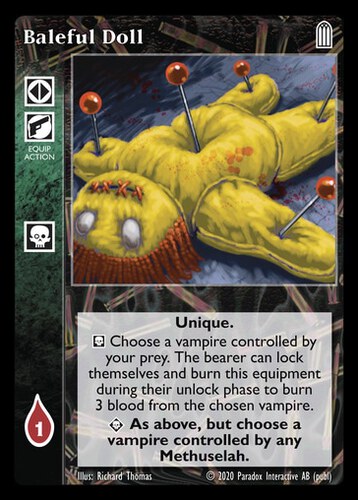 Baleful Doll
EQUIP
ACTION
Unique.
Choose a vampire controlled by
your prey. The bearer can lock
themselves and burn this equipment
during their unlock phase to burn
3 blood from the chosen vampire.
As above, but choose a
vampire controlled by any
Methuselah.
1
Illus: Richard Thomas
© 2020 Paradox Interactive AB (publ)